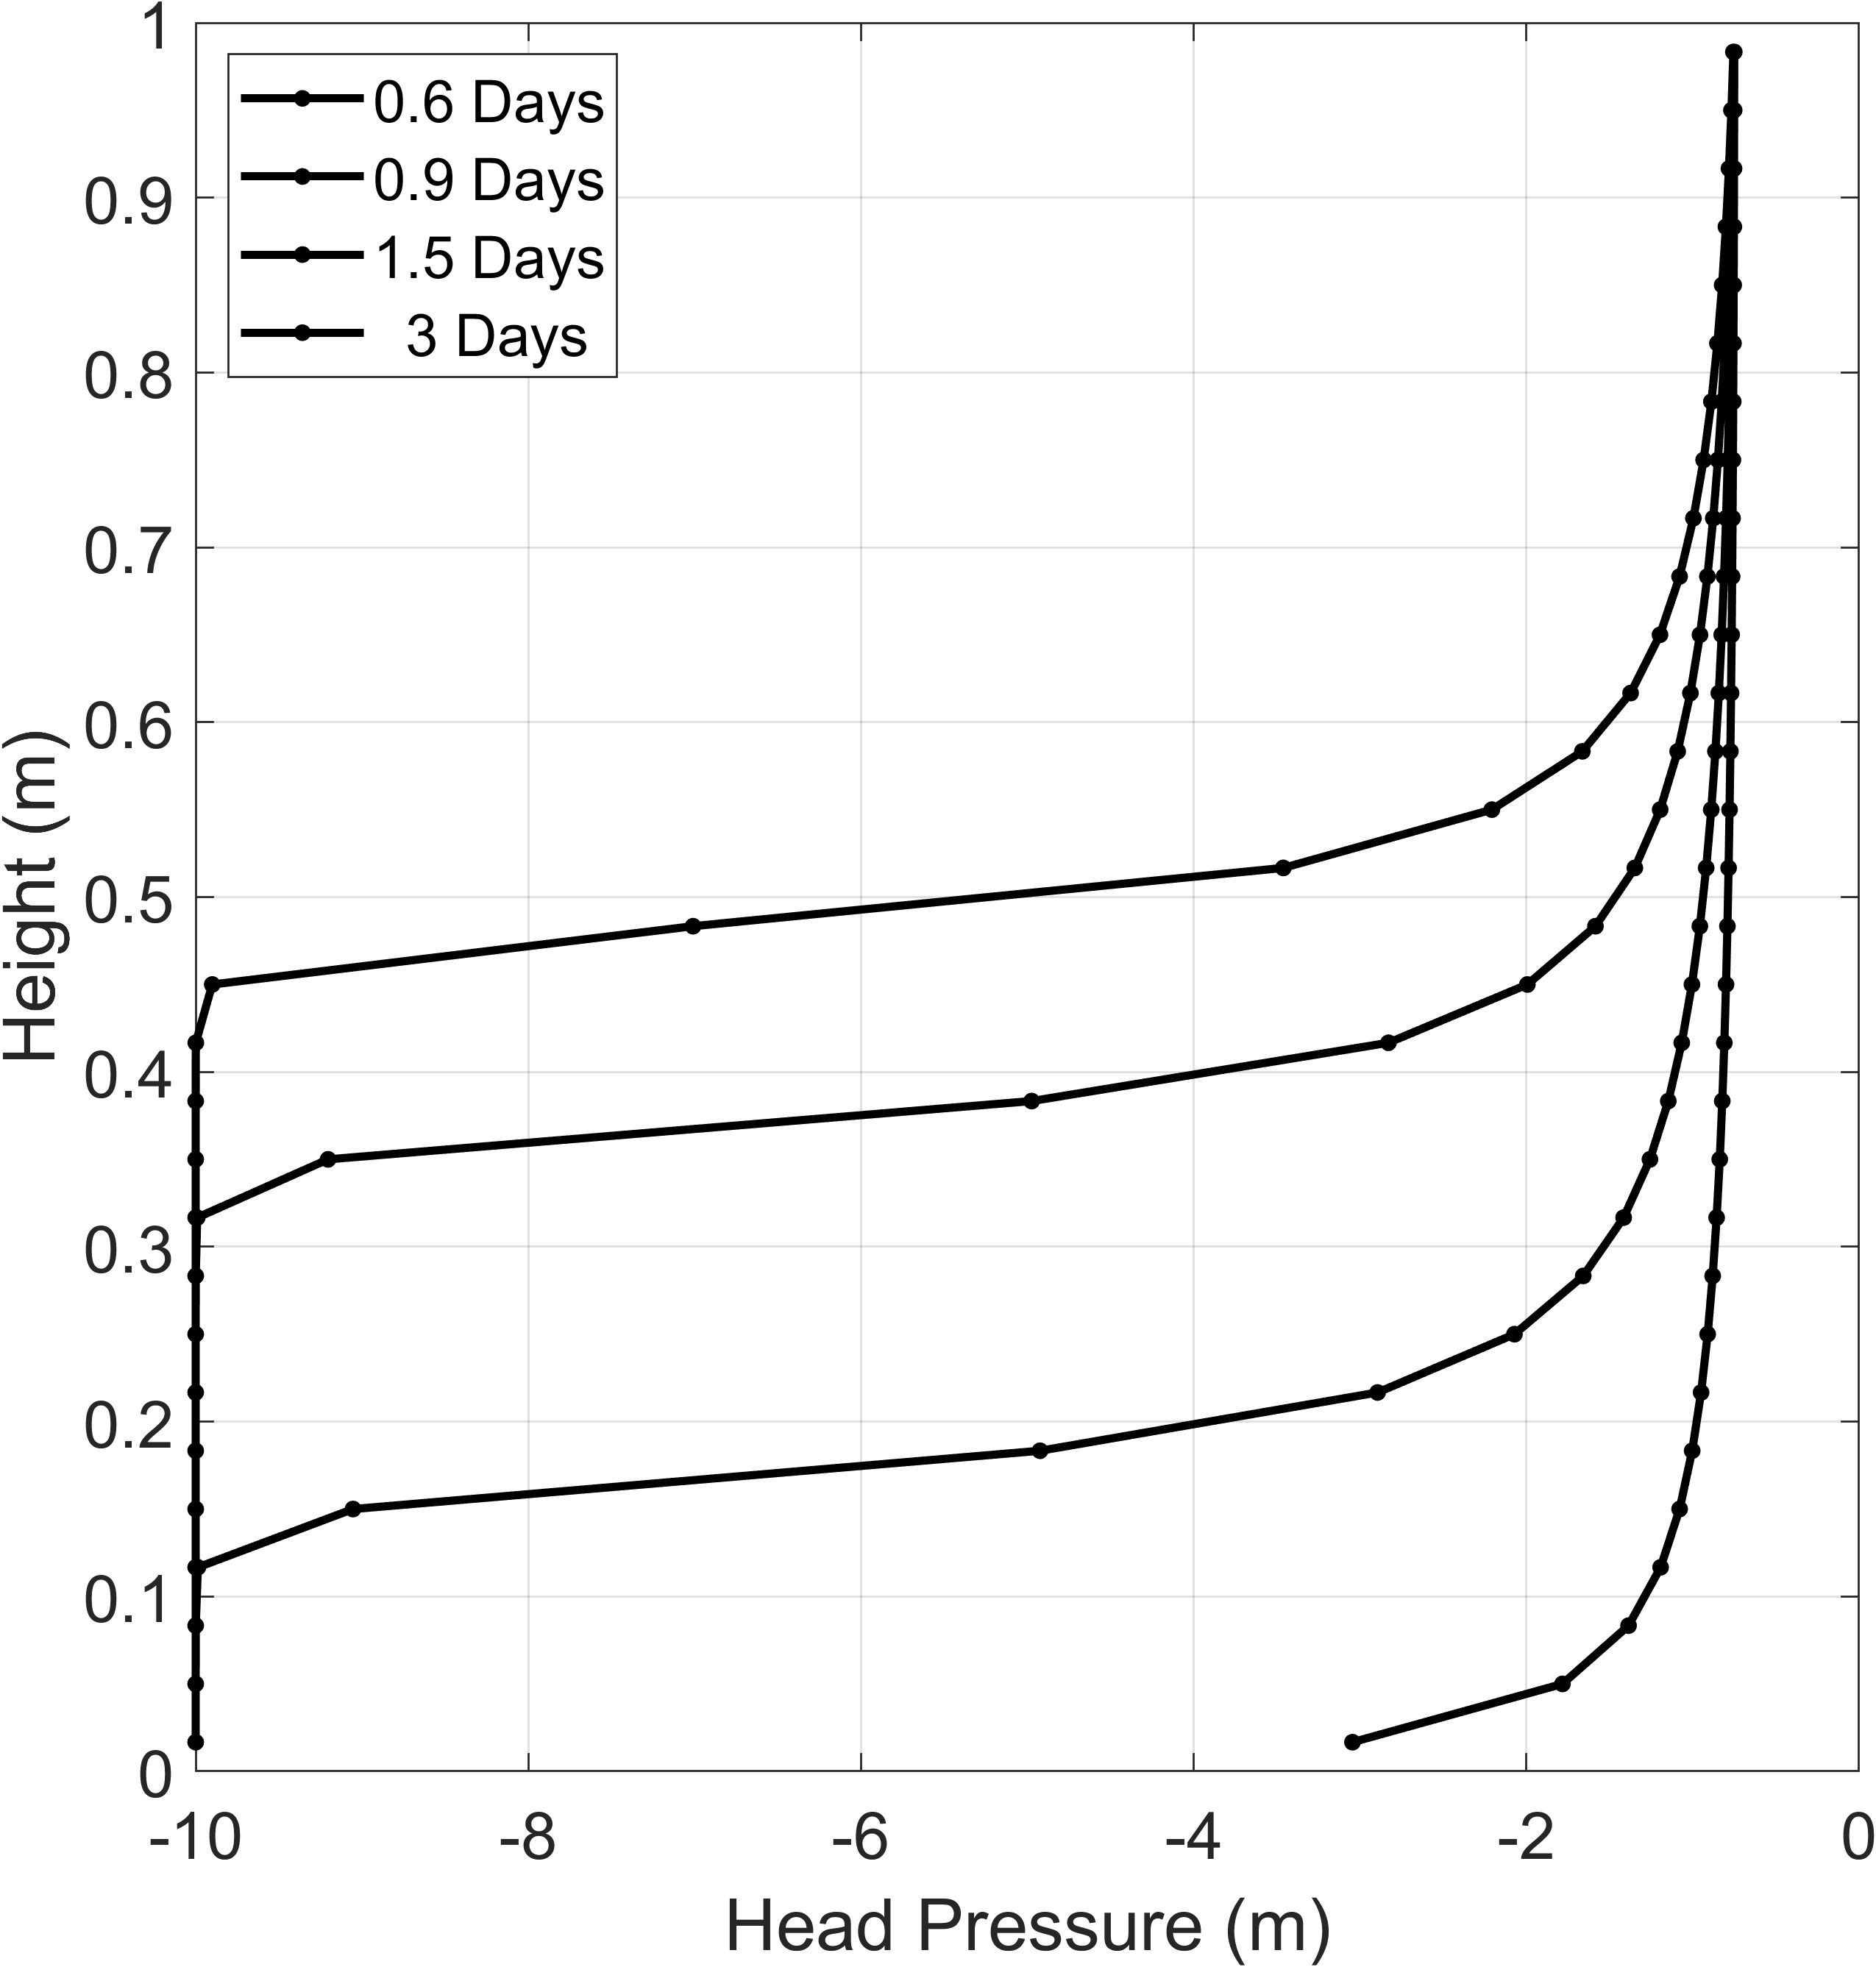 1
0.9
0.8
0.7
0.6
0.5
0.4
0.3
0.2
0.1
0
Height (m)
0.6 Days
0.9 Days
1.5 Days
3 Days
-10 -8 -6 -4 -2 0
Head Pressure (m)